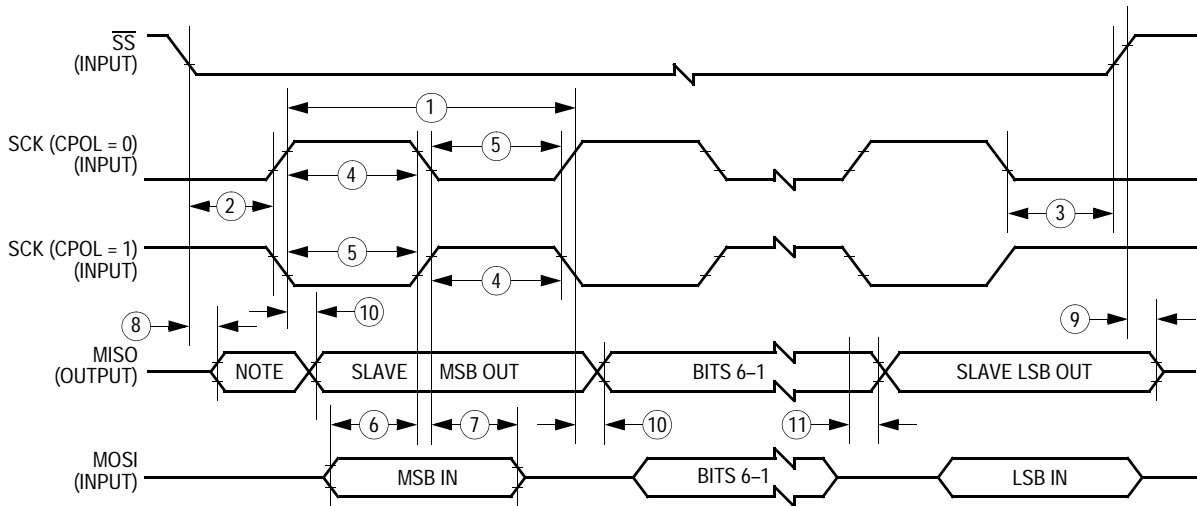 SS
(INPUT)
1
SCK (CPOL = 0)
(INPUT)
5
4
2
3
SCK (CPOL = 1)
(INPUT)
5
4
8
10
9
MISO
(OUTPUT)
NOTE
SLAVE MSB OUT
BITS 6–1
SLAVE LSB OUT
6
7
10
11
MOSI
(INPUT)
MSB IN
BITS 6–1
LSB IN